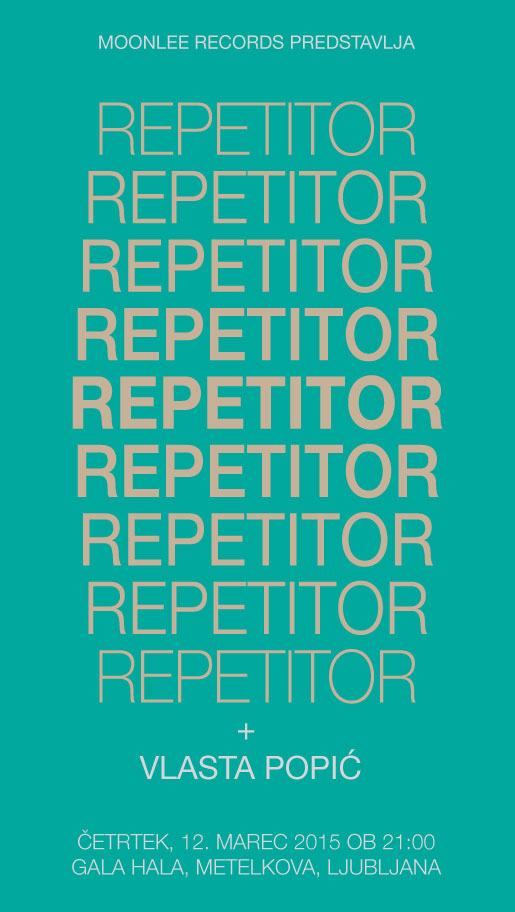 MOONLEE RECORDS PREDSTAVLJA
REPETITOR
REPETITOR
REPETITOR
REPETITOR
REPETITOR
REPETITOR
REPETITOR
REPETITOR
REPETITOR
+
VLASTA POPIĆ
ČETRTEK, 12. MAREC 2015 OB 21:00
GALA HALA, METELKOVA, LJUBLJANA